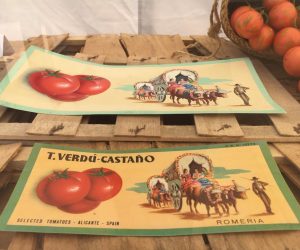 T. VERDÚ-CASTAÑO
SELECTED TOMATOES - ALICANTE - SPAIN
ROMERIA